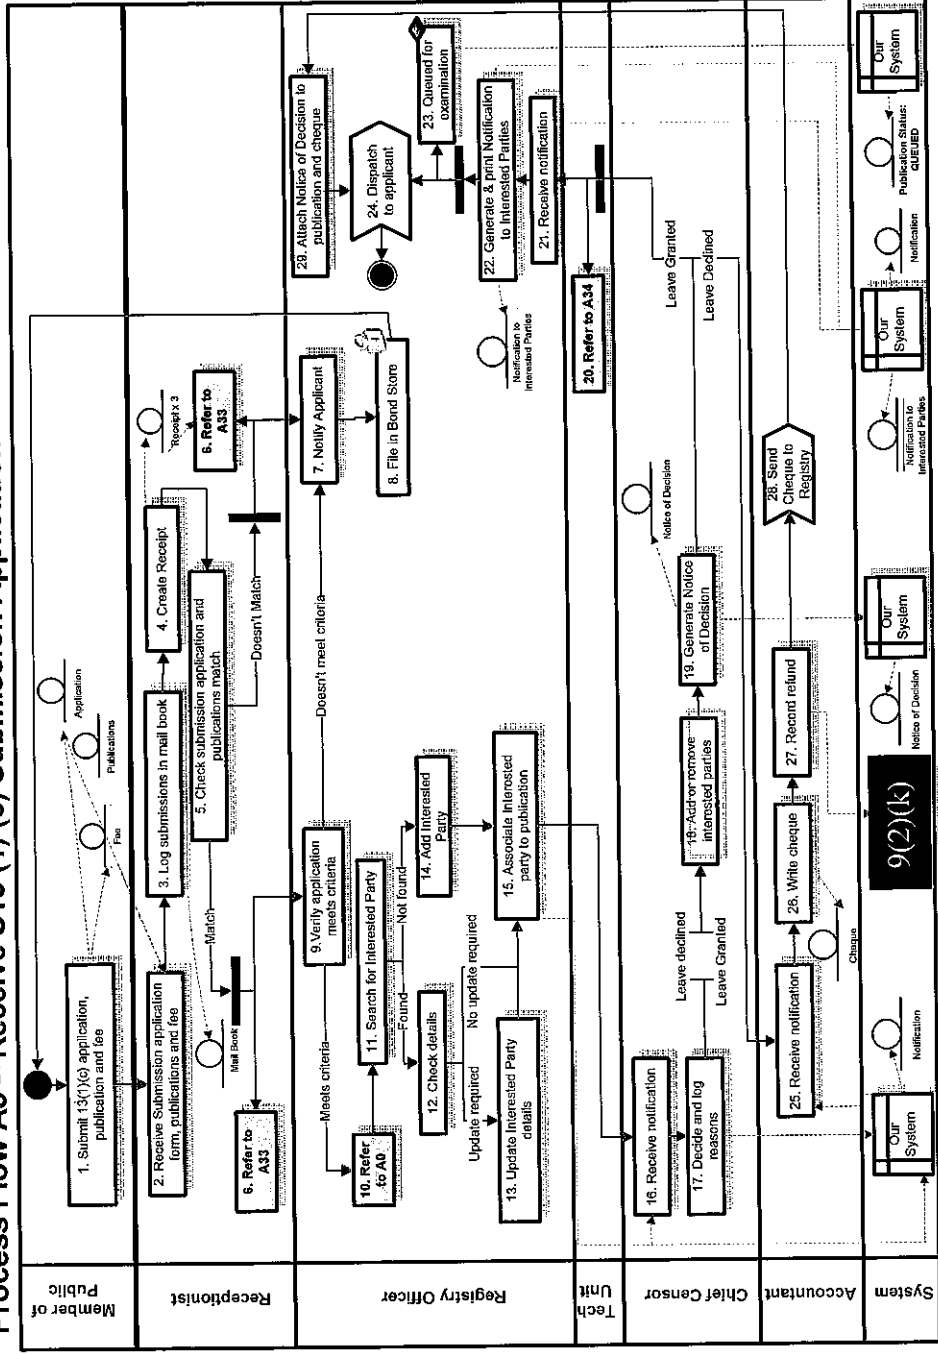 Process Flow Receive S13 (1) (c) Submission Application
Member of
Public
1. Submit 13(1)(c) application,
publication and fee
Application
Publications
Fee
Receptionist
2. Receive Submission application
form, publications and fee
3. Log submissions in mail book
4. Create Receipt
Receipt x 3
5. Check submission application and
publications match
Match
Doesn't Match
Mail Book
6. Refer to
A33
6. Refer to
A33
Registry Officer
9. Verify application
meets criteria
Meets criteria
Doesn't meet criteria
7. Notify Applicant
8. File in Bond Store
10. Refer
to A0
11. Search for Interested Party
Found
Not found
12. Check details
14. Add Interested
Party
Update required
No update required
13. Update Interested Party
details
15. Associate Interested
party to publication
29. Attach Notice of Decision to
publication and cheque
24. Dispatch
to applicant
23. Queued for
examination
22. Generate & print Notification
to Interested Parties
21. Receive notification
Notification to
Interested Parties
Tech
Unit
20. Refer to A34
Chief Censor
16. Receive notification
17. Decide and log
reasons
Leave declined
Leave Granted
18. Add or remove
interested parties
19. Generate Notice
of Decision
Notice of Decision
Leave Granted
Leave Declined
Accountant
25. Receive notification
26. Write cheque
27. Record refund
28. Send
Cheque to
Registry
Cheque
System
Our
System
Notification
9(2)(k)
Notice of Decision
Our
System
Notification to
Interested Parties
Our
System
Notification
Publication Status:
QUEUED
Our
System